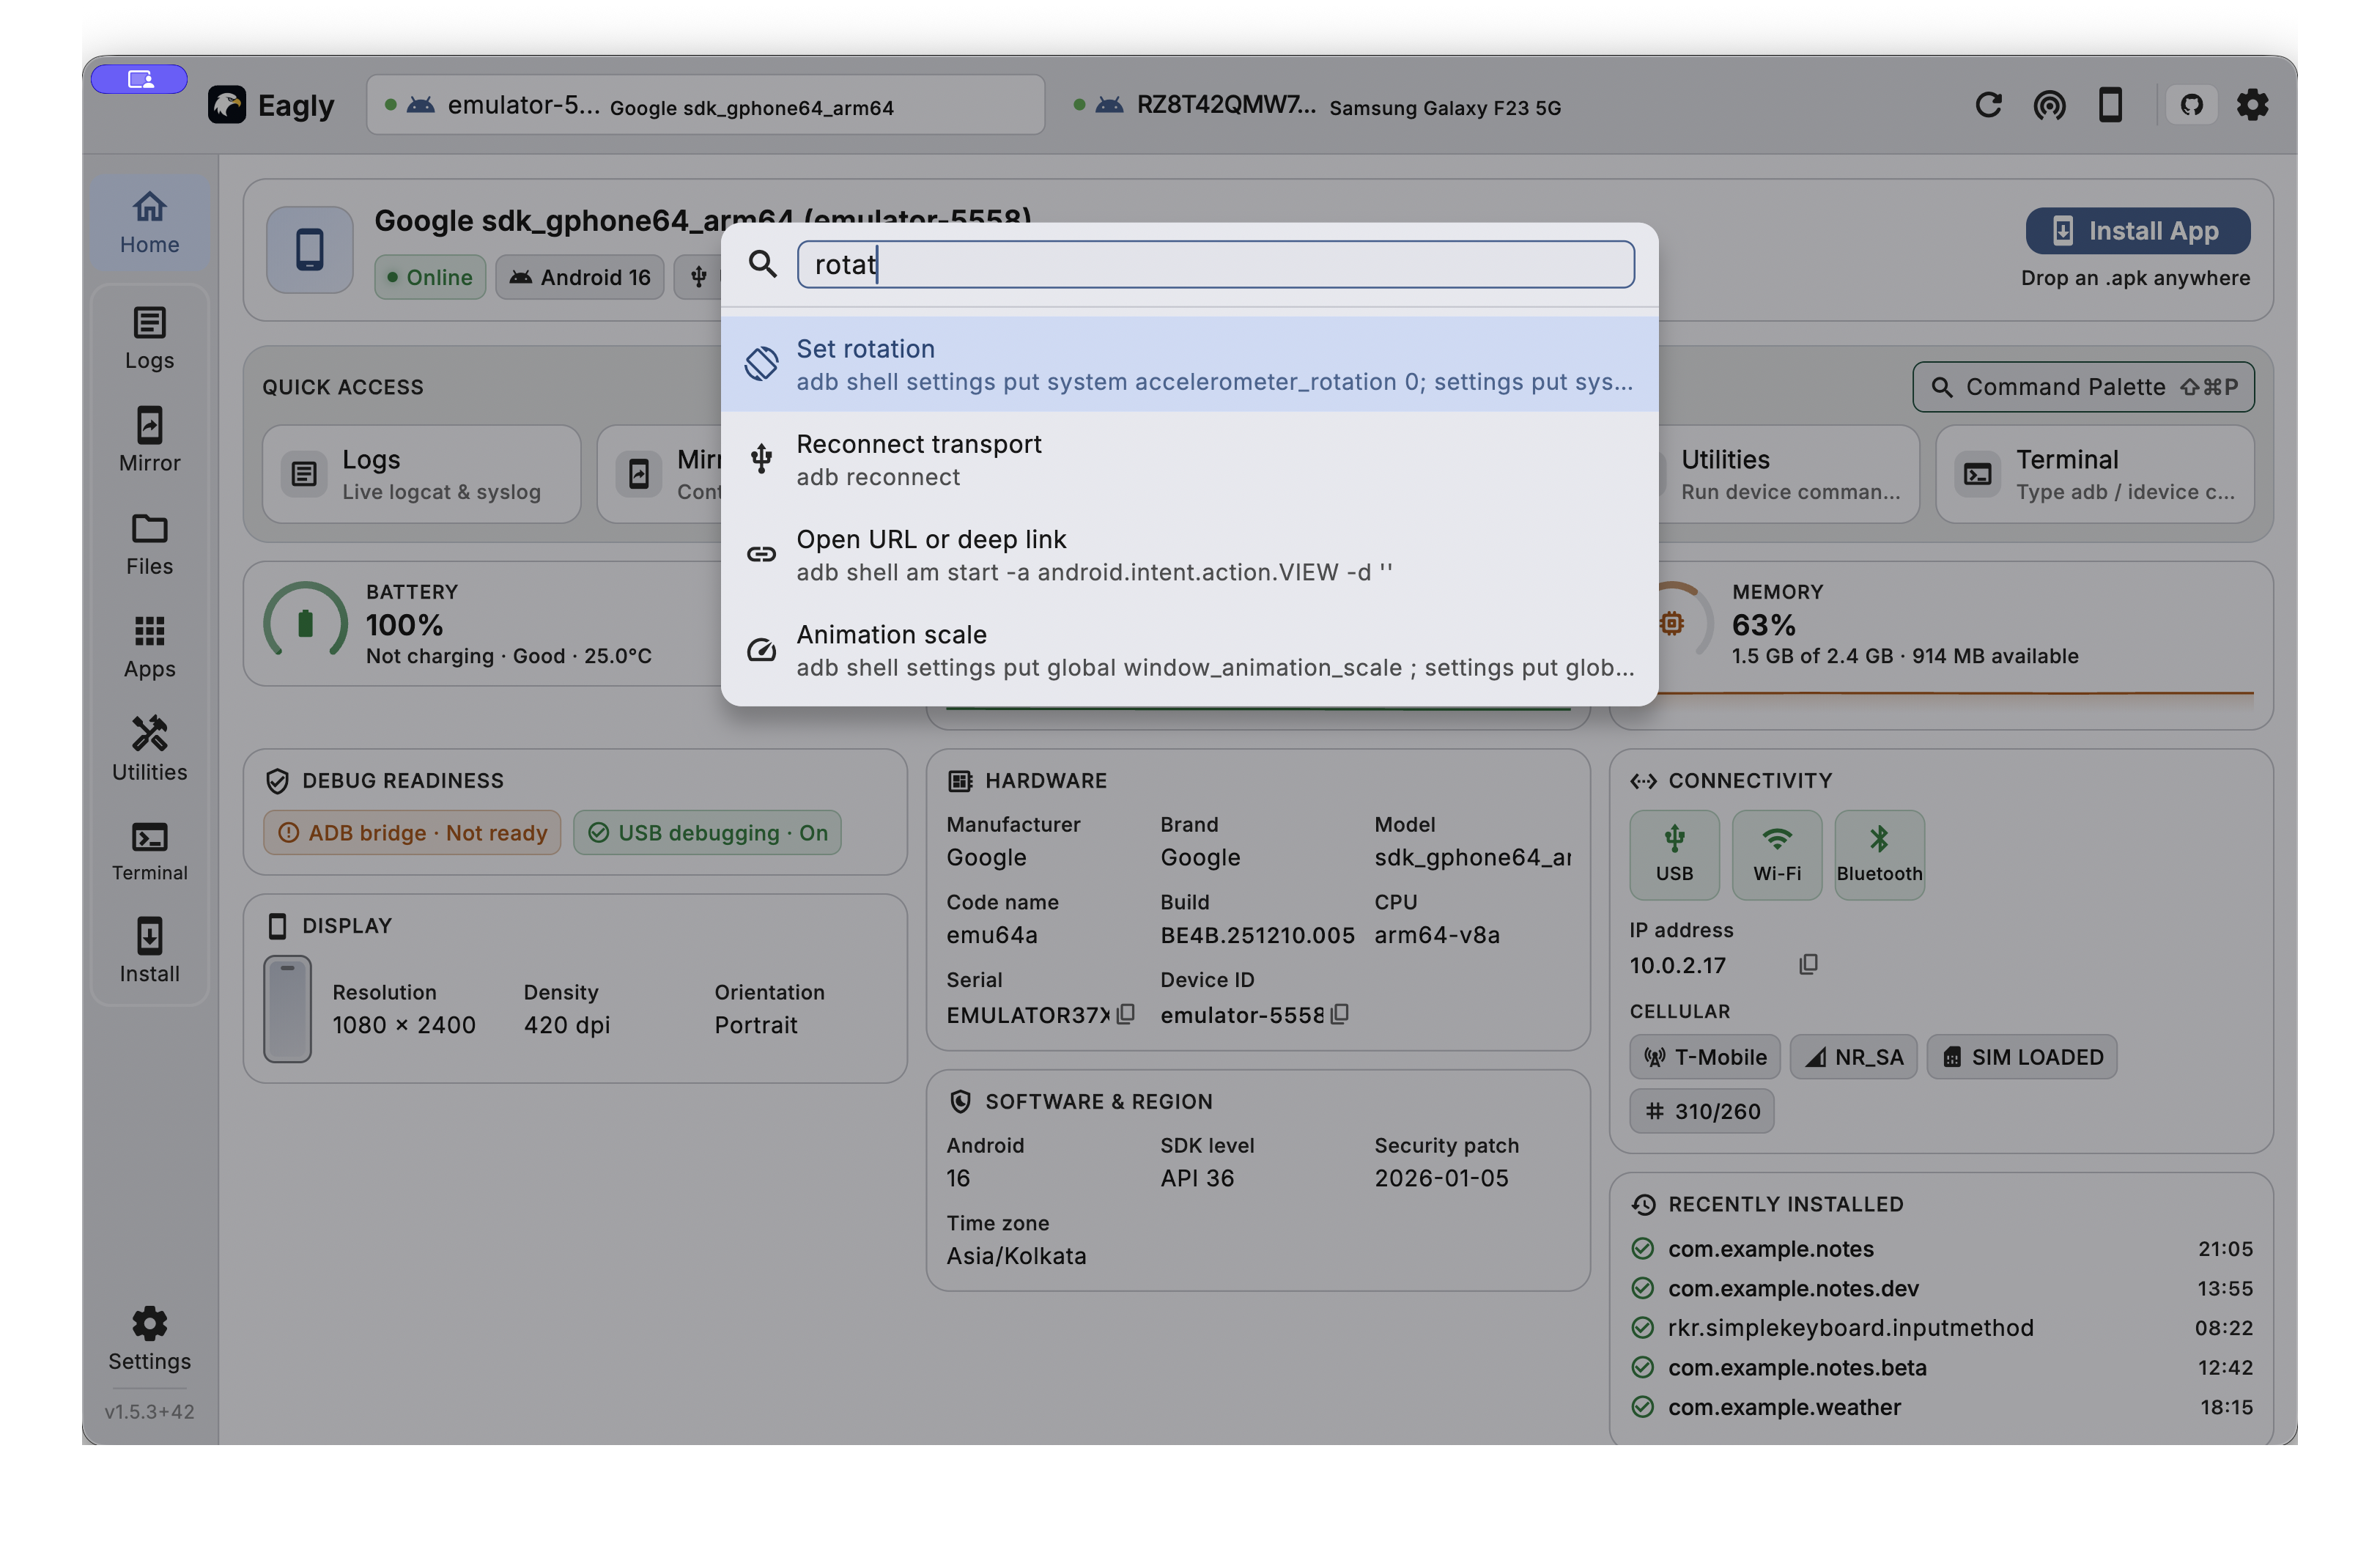 Eagly
emulator-5... Google sdk_gphone64_arm64
RZ8T42QMW7... Samsung Galaxy F23 5G
Home
Logs
Mirror
Files
Apps
Utilities
Terminal
Install
Settings
v1.5.3+42
Google sdk_gphone64_arm64 (emulator-5558)
Online
Android 16
Install App
Drop an .apk anywhere
rotat
Set rotation
adb shell settings put system accelerometer_rotation 0; settings put sys...
Reconnect transport
adb reconnect
Open URL or deep link
adb shell am start -a android.intent.action.VIEW -d ''
Animation scale
adb shell settings put global window_animation_scale ; settings put glob...
QUICK ACCESS
Command Palette ⇧⌘P
Logs
Live logcat & syslog
Mirr
Cont
Utilities
Run device comman...
Terminal
Type adb / idevice c...
BATTERY
100%
Not charging · Good · 25.0°C
MEMORY
63%
1.5 GB of 2.4 GB · 914 MB available
DEBUG READINESS
ADB bridge · Not ready
USB debugging · On
DISPLAY
Resolution
1080 × 2400
Density
420 dpi
Orientation
Portrait
HARDWARE
Manufacturer
Google
Brand
Google
Model
sdk_gphone64_ar
Code name
emu64a
Build
BE4B.251210.005
CPU
arm64-v8a
Serial
EMULATOR37X
Device ID
emulator-5558
SOFTWARE & REGION
Android
16
SDK level
API 36
Security patch
2026-01-05
Time zone
Asia/Kolkata
CONNECTIVITY
USB
Wi-Fi
Bluetooth
IP address
10.0.2.17
CELLULAR
T-Mobile
NR_SA
SIM LOADED
# 310/260
RECENTLY INSTALLED
com.example.notes 21:05
com.example.notes.dev 13:55
rkr.simplekeyboard.inputmethod 08:22
com.example.notes.beta 12:42
com.example.weather 18:15